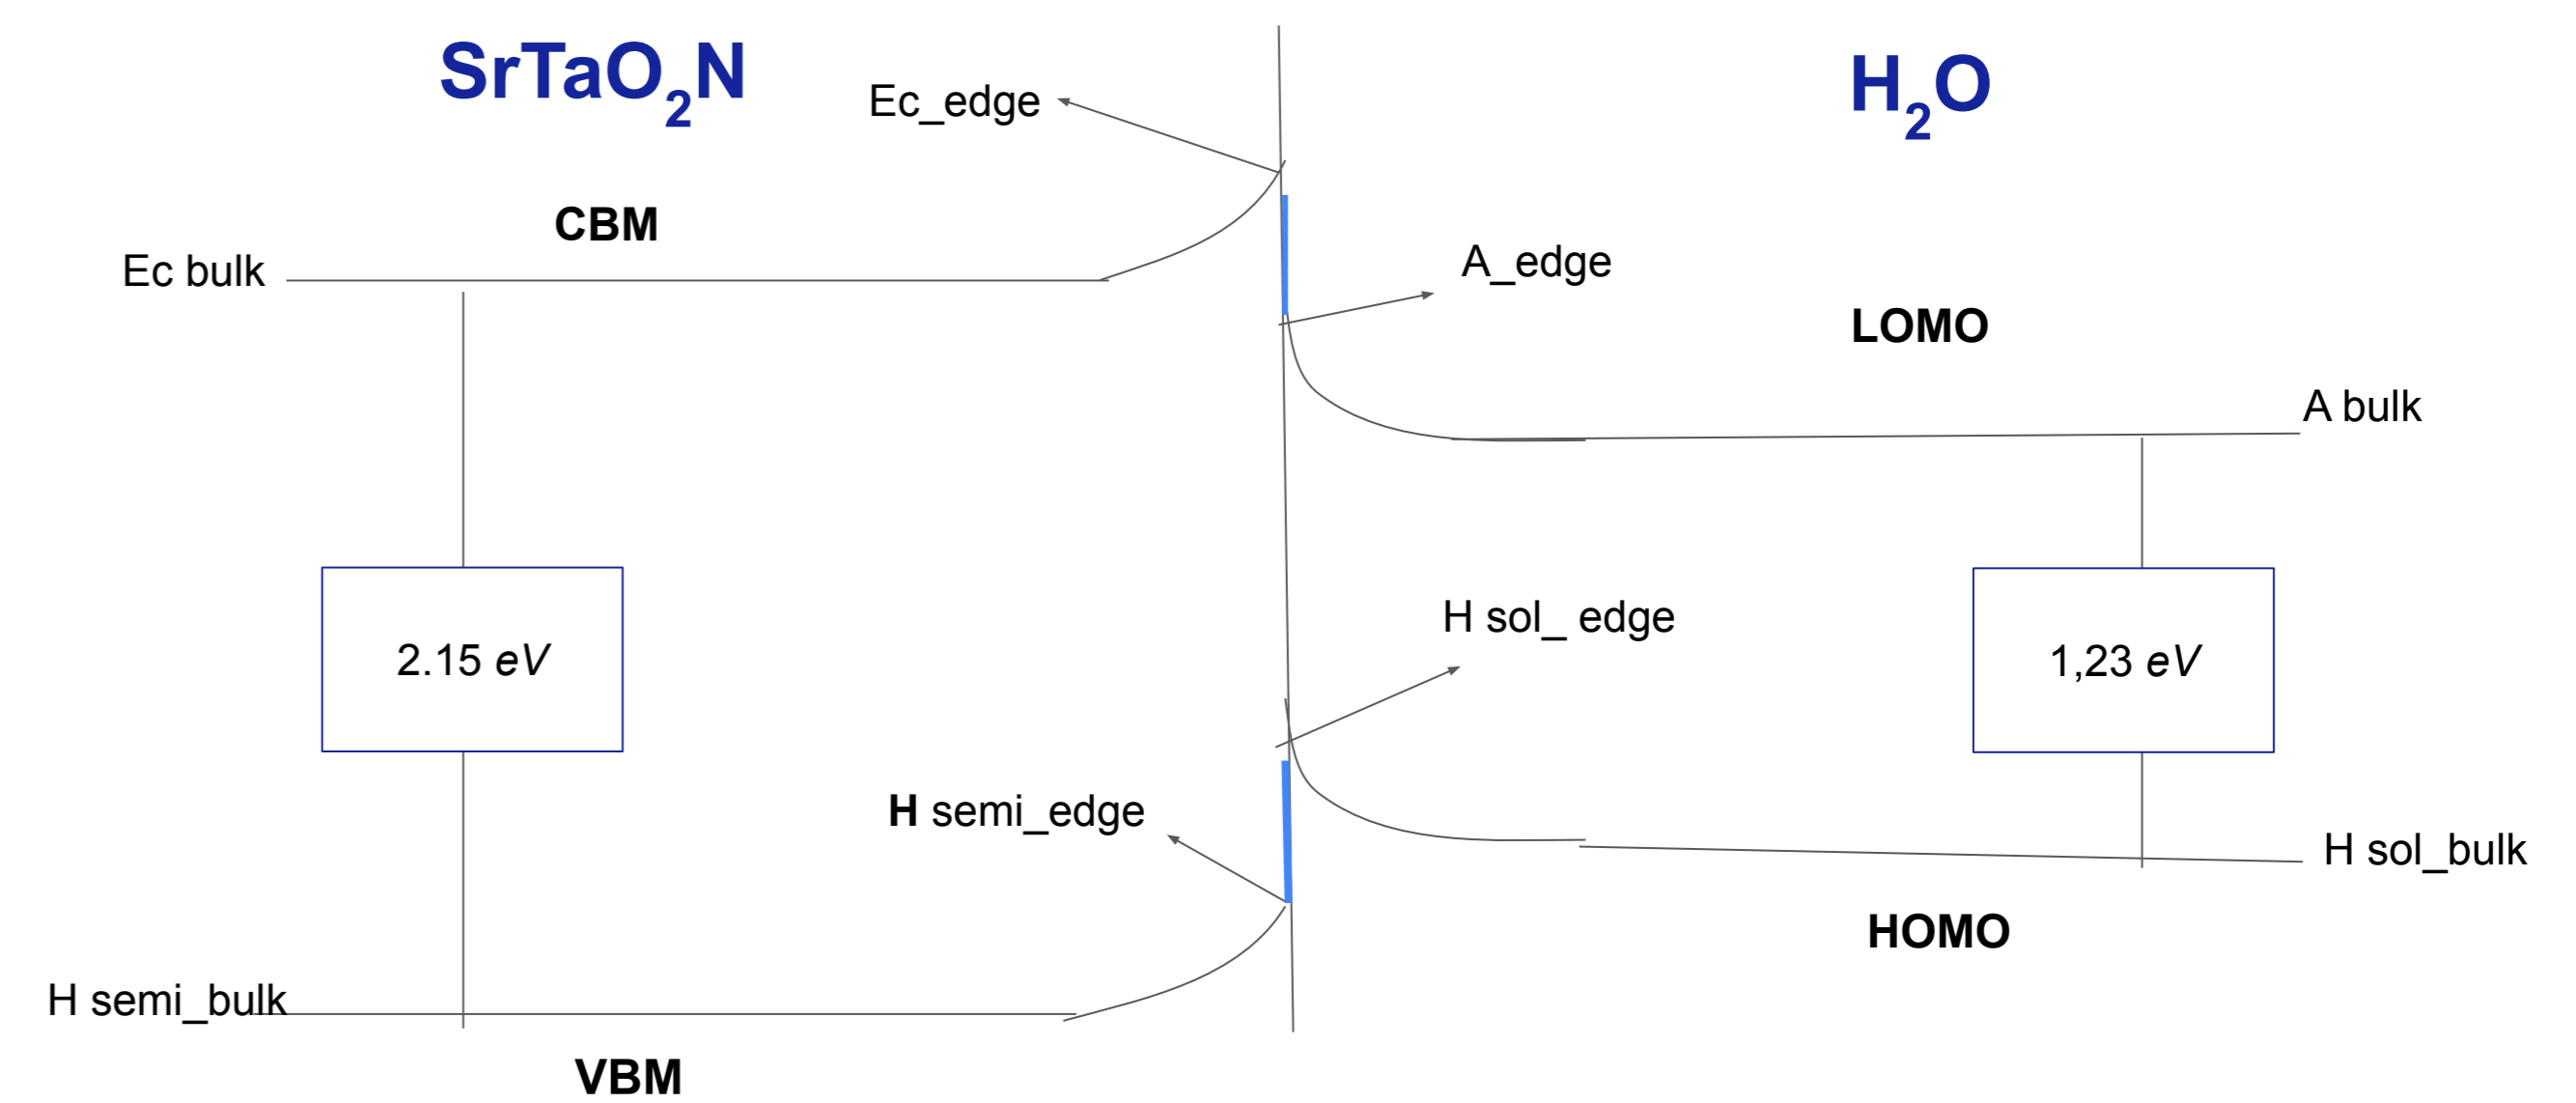 SrTaO₂N
H₂O
Ec_edge
CBM
A_edge
Ec bulk
LOMO
A bulk
H sol_ edge
2.15 eV
1,23 eV
H semi_edge
H sol_bulk
HOMO
H semi_bulk
VBM